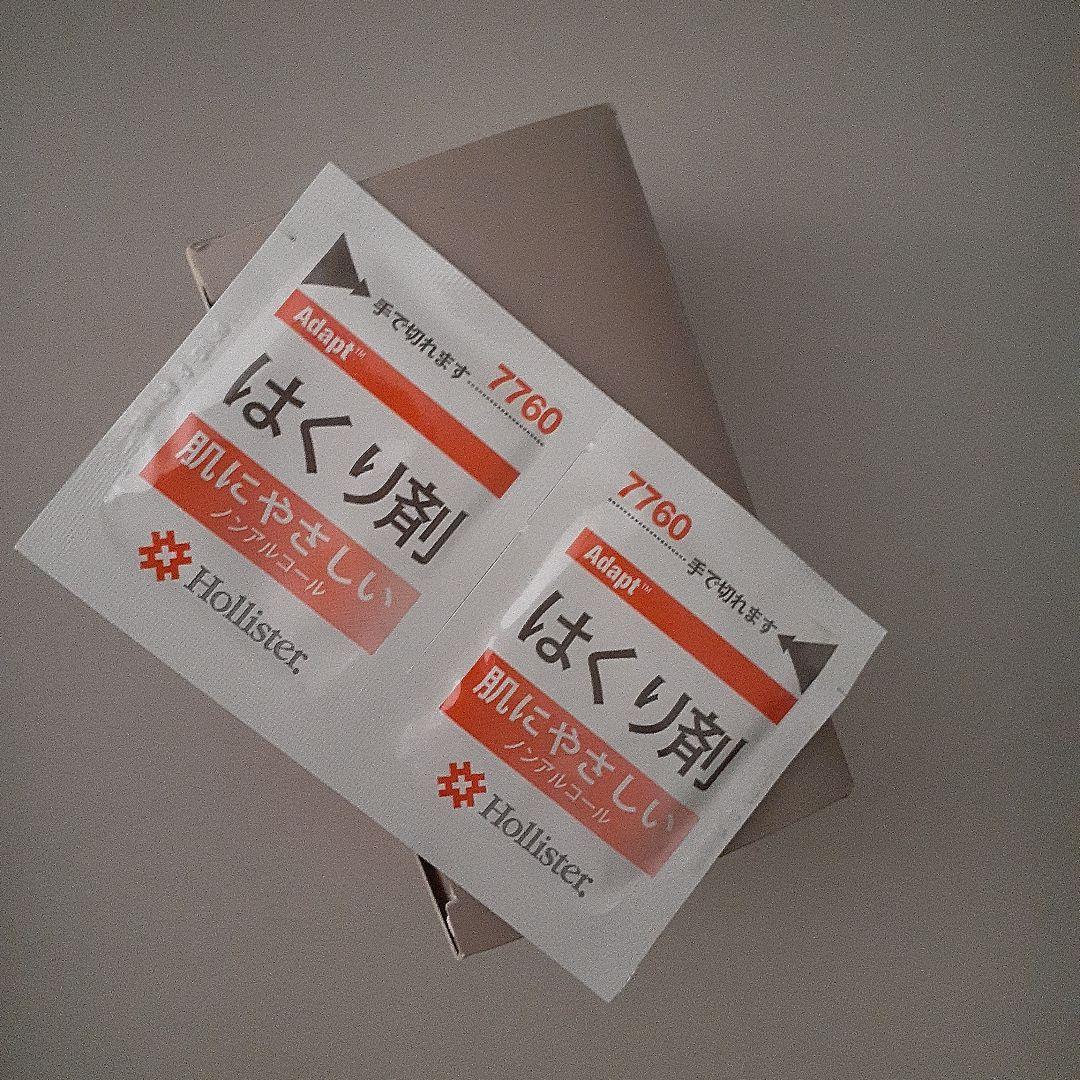 手で切れます
7760
Adapt™
はくり剤
肌にやさしい
ノンアルコール
Hollister
7760
手で切れます
Adapt™
はくり剤
肌にやさしい
ノンアルコール
Hollister